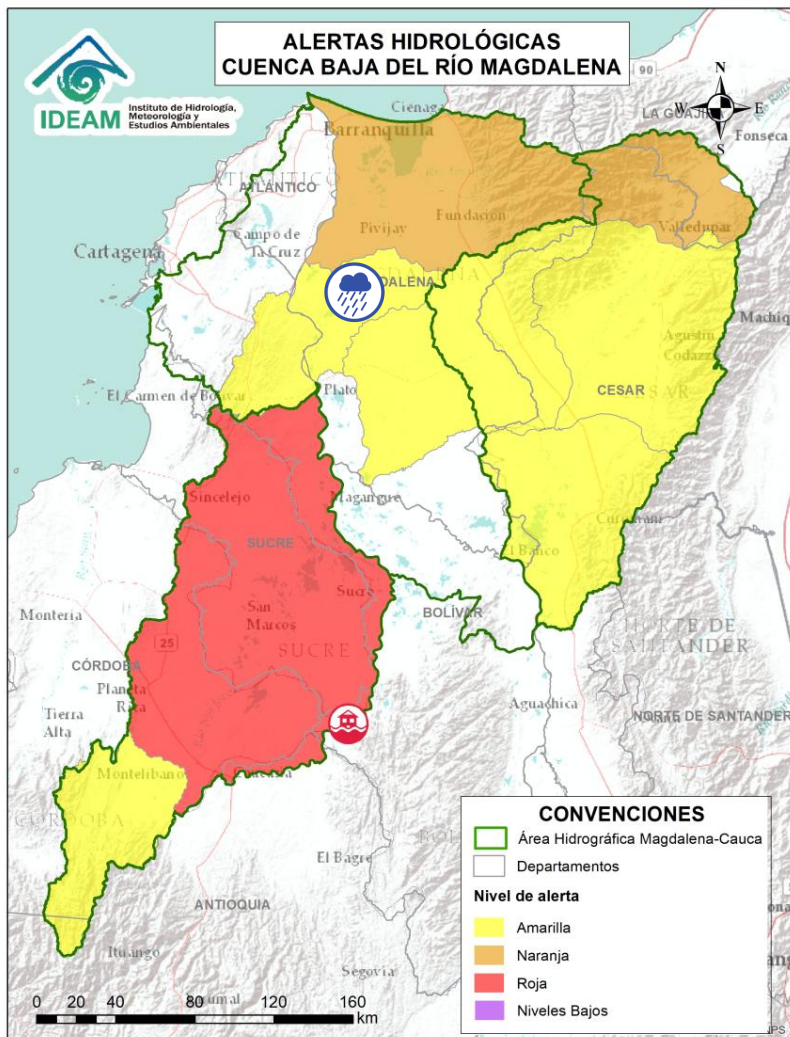 ALERTAS HIDROLÓGICAS
CUENCA BAJA DEL RÍO MAGDALENA
IDEAM
Instituto de Hidrología,
Meteorología y
Estudios Ambientales
N
W
E
S
90
Ciénaga
LA GUAJIRA
Barranquilla
Fonseca
ATLÁNTICO
Pivijay
Fundación
Valledupar
Campo de
la Cruz
Cartagena
Machiq
Agustín
Codazzi
CESAR
El Carmen de Bolívar
Plato
Sincelejo
Magangué
SUCRE
El Banco
Sucre
San
Marcos
BOLÍVAR
SUCRE
NORTE DE
SANTANDER
Montería
25
CÓRDOBA
Planeta
Rica
Tierra
Alta
Aguachica
NORTE DE SANTANDER
Montelíbano
CÓRDOBA
El Bagre
ANTIOQUIA
Ituango
Segovia
0 20 40 80 120 160
km
CONVENCIONES
Área Hidrográfica Magdalena-Cauca
Departamentos
Nivel de alerta
Amarilla
Naranja
Roja
Niveles Bajos